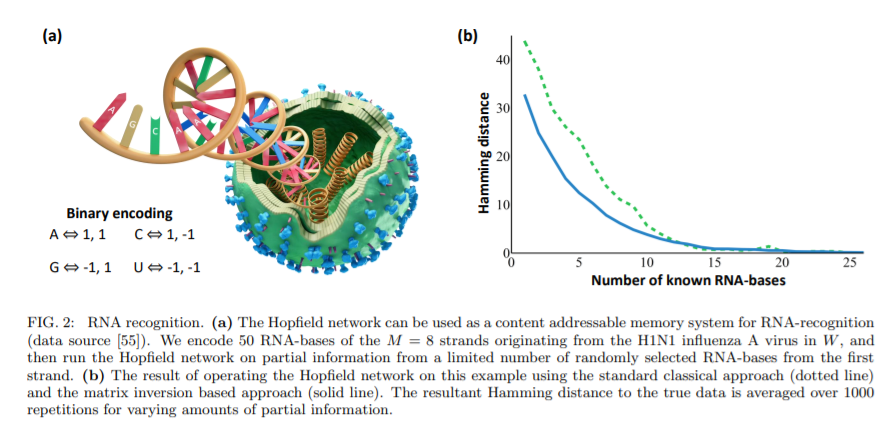 (a)
(b)
A
G
C
A
Binary encoding
A⇔1, 1 C⇔1, -1
G⇔-1, 1 U⇔-1, -1
Hamming distance
40
30
20
10
0
0 5 10 15 20 25
Number of known RNA-bases
FIG. 2: RNA recognition. (a) The Hopfield network can be used as a content addressable memory system for RNA-recognition
(data source [55]). We encode 50 RNA-bases of the M = 8 strands originating from the H1N1 influenza A virus in W, and
then run the Hopfield network on partial information from a limited number of randomly selected RNA-bases from the first
strand. (b) The result of operating the Hopfield network on this example using the standard classical approach (dotted line)
and the matrix inversion based approach (solid line). The resultant Hamming distance to the true data is averaged over 1000
repetitions for varying amounts of partial information.